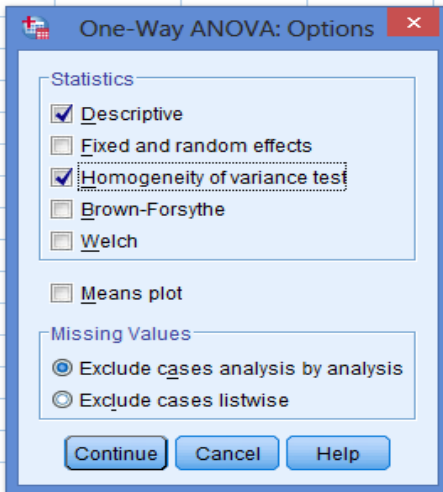 One-Way ANOVA: Options
Statistics
Descriptive
Fixed and random effects
Homogeneity of variance test
Brown-Forsythe
Welch
Means plot
Missing Values
Exclude cases analysis by analysis
Exclude cases listwise
Continue Cancel Help